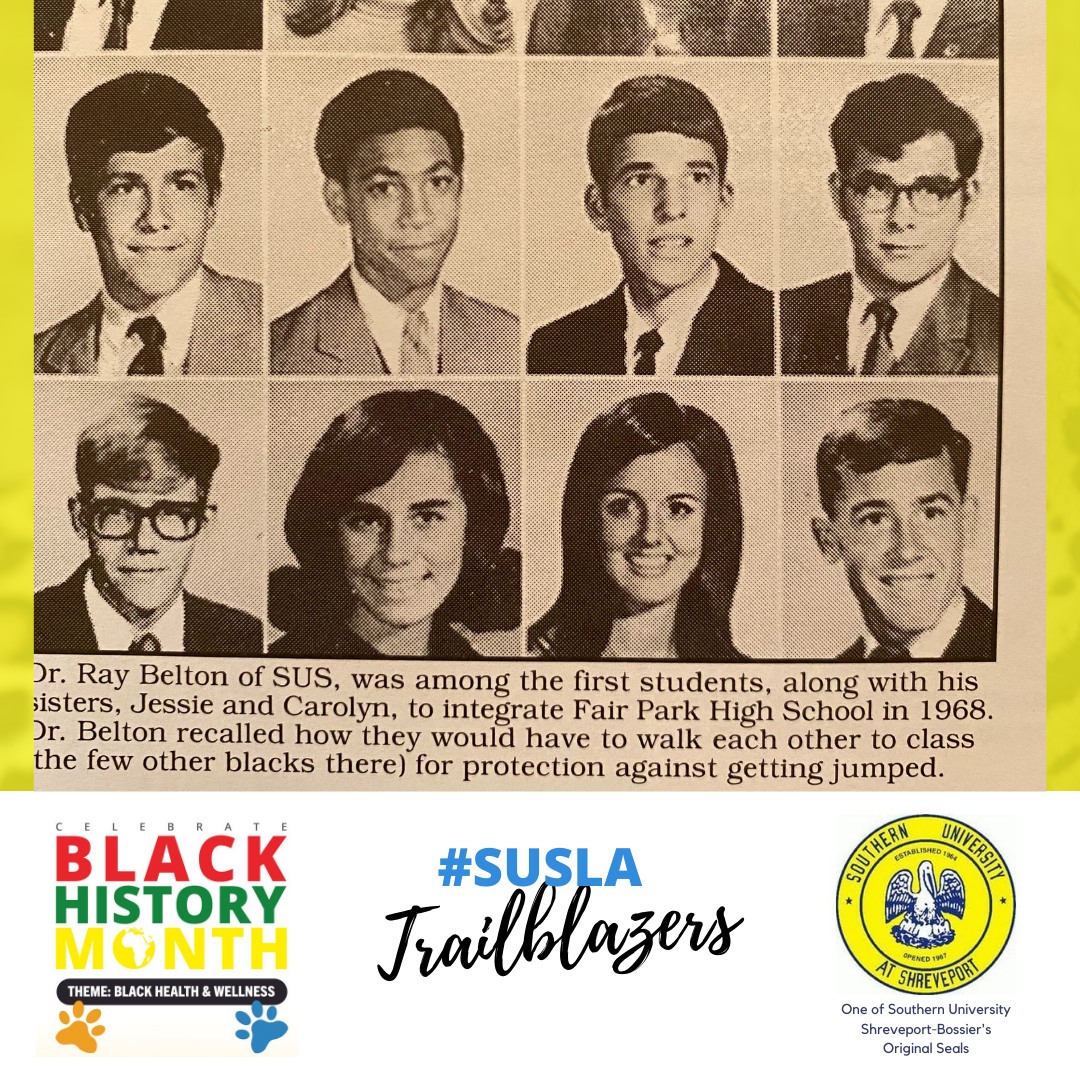 Dr. Ray Belton of SUS, was among the first students, along with his
sisters, Jessie and Carolyn, to integrate Fair Park High School in 1968.
Dr. Belton recalled how they would have to walk each other to class
the few other blacks there) for protection against getting jumped.
CELEBRATE
BLACK
HISTORY
MONTH
THEME: BLACK HEALTH & WELLNESS
#SUSLA
Trailblazers
SOUTHERN UNIVERSITY
ESTABLISHED 1964
OPENED 1967
AT SHREVEPORT
One of Southern University
Shreveport-Bossier's
Original Seals